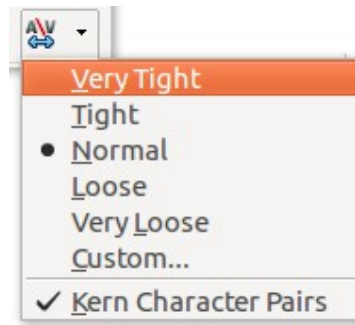 A\V
Very Tight
Tight
Normal
Loose
Very Loose
Custom...
Kern Character Pairs